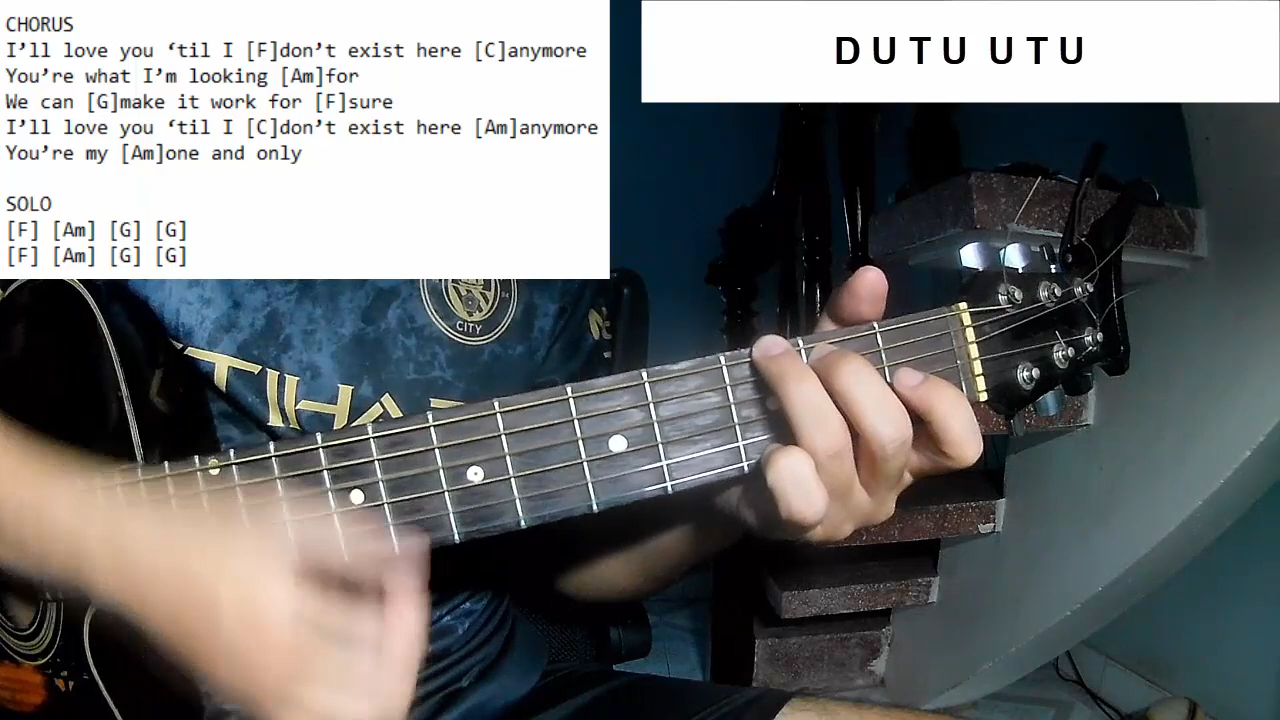 CHORUS
I’ll love you ‘til I [F]don’t exist here [C]anymore
You’re what I’m looking [Am]for
We can [G]make it work for [F]sure
I’ll love you ‘til I [C]don’t exist here [Am]anymore
You’re my [Am]one and only
SOLO
[F] [Am] [G] [G]
[F] [Am] [G] [G]
D U T U U T U
CITY